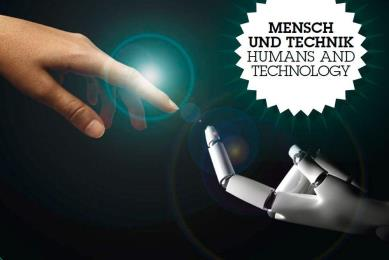 MENSCH
UND TECHNIK
HUMANS AND
TECHNOLOGY